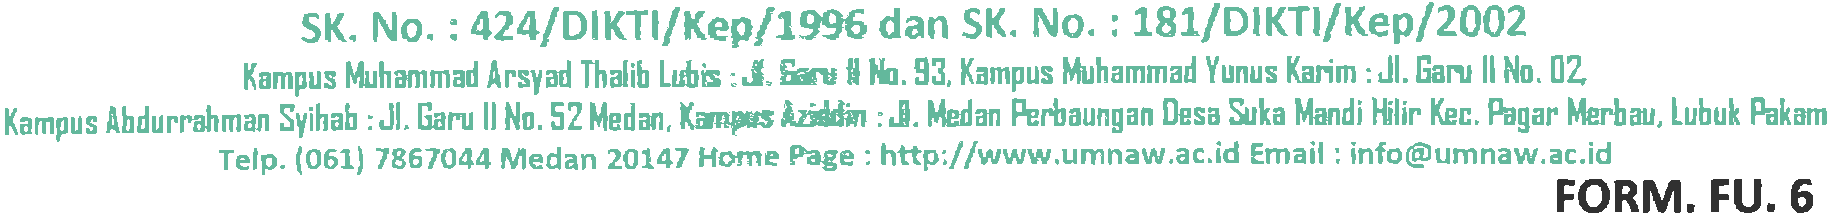 SK. No. : 424/DIKTI/Kep/1996 dan SK. No. : 181/DIKTI/Kep/2002
Kampus Muhammad Arsyad Thalib Lubis : Jl. Garu II No. 93, Kampus Muhammad Yunus Karim : Jl. Garu II No. 02,
Kampus Abdurrahman Syihab : Jl. Garu II No. 52 Medan, Kampus Aziddin : Jl. Medan Perbaungan Desa Suka Mandi Hilir Kec. Pagar Merbau, Lubuk Pakam
Telp. (061) 7867044 Medan 20147 Home Page : http://www.umnaw.ac.id Email : info@umnaw.ac.id
FORM. FU. 6